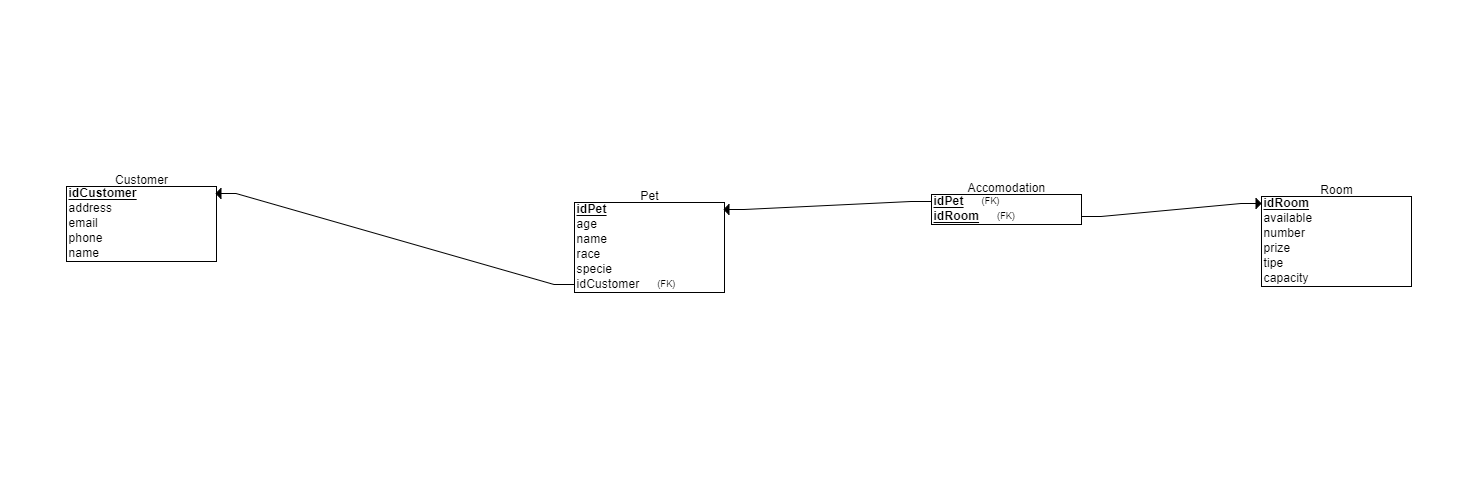 Customer
idCustomer
address
email
phone
name
Pet
idPet
age
name
race
specie
idCustomer (FK)
Accomodation
idPet (FK)
idRoom (FK)
Room
idRoom
available
number
prize
tipe
capacity